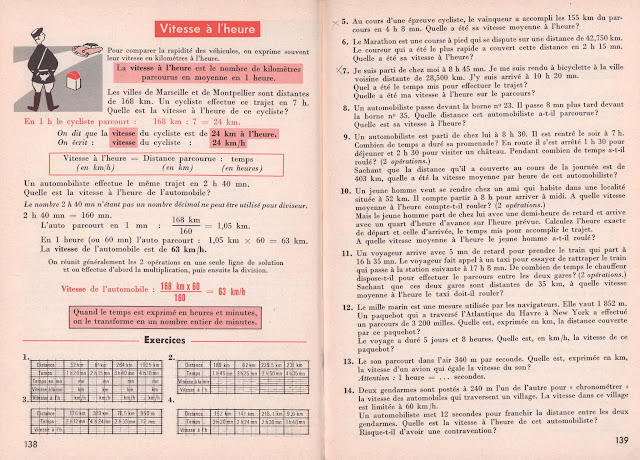 Vitesse à l'heure
Pour comparer la rapidité des véhicules, on exprime souvent
leur vitesse en kilomètres à l'heure.
La vitesse à l'heure est le nombre de kilomètres
parcourus en moyenne en 1 heure.
Les villes de Marseille et de Montpellier sont distantes
de 168 km. Un cycliste effectue ce trajet en 7 h.
Quelle est la vitesse à l'heure de ce cycliste?
En 1 h le cycliste parcourt : 168 km : 7 = 24 km.
On dit que la vitesse du cycliste est de 24 km à l'heure.
On écrit : vitesse du cycliste : 24 km/h
Vitesse à l'heure = Distance parcourue : temps
(en km/h) (en km) (en heures)
Un automobiliste effectue le même trajet en 2 h 40 mn.
Quelle est la vitesse à l'heure de l'automobile?
Le nombre 2 h 40 mn n'étant pas un nombre décimal ne peut être utilisé pour diviseur.
2 h 40 mn = 160 mn.
L'auto parcourt en 1 mn : 168 km / 160 = 1,05 km.
En 1 heure (ou 60 mn) l'auto parcourt : 1,05 km × 60 = 63 km.
La vitesse de l'automobile est de 63 km/h.
On réunit généralement les 2 opérations en une seule ligne de solution
et on effectue d'abord la multiplication, puis ensuite la division.
Vitesse de l'automobile : 168 km x 60 / 160 = 63 km/h
Quand le temps est exprimé en heures et minutes,
on le transforme en un nombre entier de minutes.
Exercices
1.
Distance
Temps
Temps en mn
Vitesse à la mn
Vitesse à l'h
2.
Distance
Temps
Vitesse à l'h
3.
Distance
Temps
Vitesse à l'h
4.
Distance
Temps
Vitesse à l'h
138
5. Au cours d'une épreuve cycliste, le vainqueur a accompli les 155 km du par-
cours en 4 h 8 mn. Quelle a été sa vitesse moyenne à l'heure?
6. Le Marathon est une course à pied qui se dispute sur une distance de 42,750 km.
Le coureur qui a été le plus rapide a couvert cette distance en 2 h 15 mn.
Quelle a été sa vitesse à l'heure?
7. Je suis parti de chez moi à 8 h 45 mn. Je me suis rendu à bicyclette à la ville
voisine distante de 28,500 km. J'y suis arrivé à 10 h 20 mn.
Quel a été le temps mis pour effectuer le trajet?
Quelle a été ma vitesse à l'heure sur le parcours?
8. Un automobiliste passe devant la borne nº 23. Il passe 8 mn plus tard devant
la borne nº 35. Quelle distance cet automobiliste a-t-il parcourue?
Quelle est sa vitesse à l'heure?
9. Un automobiliste est parti de chez lui à 8 h 30. Il est rentré le soir à 7 h.
Combien de temps a duré sa promenade? En route il s'est arrêté 1 h 30 pour
déjeuner et 2 h 30 pour visiter un château. Pendant combien de temps a-t-il
roulé? (2 opérations.)
Sachant que la distance qu'il a couverte au cours de la journée est de
403 km, quelle a été la vitesse moyenne par heure de cet automobiliste?
10. Un jeune homme veut se rendre chez un ami qui habite dans une localité
située à 52 km. Il compte partir à 8 h pour arriver à midi. A quelle vitesse
moyenne à l'heure compte-t-il rouler? (2 opérations.)
Mais le jeune homme part de chez lui avec une demi-heure de retard et arrive
avec un quart d'heure d'avance sur l'heure prévue. Calculez l'heure exacte
de départ et celle d'arrivée, le temps mis pour accomplir le trajet.
A quelle vitesse moyenne à l'heure le jeune homme a-t-il roulé?
11. Un voyageur arrive avec 5 mn de retard pour prendre le train qui part à
16 h 35 mn. Le voyageur fait appel à un taxi pour essayer de rattraper le train
qui passe à la station suivante à 17 h 8 mn. De combien de temps le chauffeur
dispose-t-il pour effectuer le parcours entre les deux gares? (2 opérations.)
Sachant que ces deux gares sont distantes de 35 km, à quelle vitesse
moyenne à l'heure le taxi doit-il rouler?
12. Le mille marin est une mesure utilisée par les navigateurs. Elle vaut 1 852 m.
Un paquebot qui a traversé l'Atlantique du Havre à New York a effectué
un parcours de 3 200 milles. Quelle est, exprimée en km, la distance couverte
par ce paquebot?
Le voyage a duré 5 jours et 8 heures. Quelle est, en km/h, la vitesse de ce
paquebot?
13. Le son parcourt dans l'air 340 m par seconde. Quelle est, exprimée en km,
la vitesse d'un avion qui égale la vitesse du son?
Attention : 1 heure = ... secondes.
14. Deux gendarmes sont postés à 240 m l'un de l'autre pour « chronométrer »
la vitesse des automobiles qui traversent un village. La vitesse dans ce village
est limitée à 60 km/h.
Un automobiliste met 12 secondes pour franchir la distance entre les deux
gendarmes. Quelle est la vitesse à l'heure de cet automobiliste?
Risque-t-il d'avoir une contravention?
139